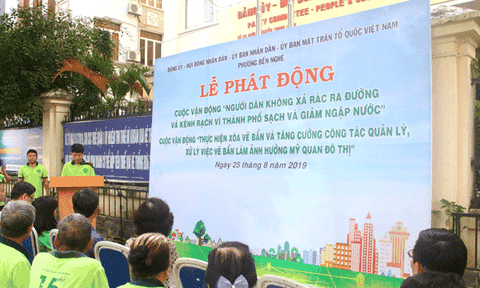 ĐẢNG ỦY - HỘI ĐỒNG NHÂN DÂN - ỦY BAN NHÂN DÂN - ỦY BAN MẶT TRẬN TỔ QUỐC VIỆT NAM
PHƯỜNG BẾN NGHÉ
LỄ PHÁT ĐỘNG
CUỘC VẬN ĐỘNG "NGƯỜI DÂN KHÔNG XẢ RÁC RA ĐƯỜNG
VÀ KÊNH RẠCH VÌ THÀNH PHỐ SẠCH VÀ GIẢM NGẬP NƯỚC"
CUỘC VẬN ĐỘNG "THỰC HIỆN XÓA VẼ BẨN VÀ TĂNG CƯỜNG CÔNG TÁC QUẢN LÝ,
XỬ LÝ VIỆC VẼ BẨN LÀM ẢNH HƯỞNG MỸ QUAN ĐÔ THỊ"
Ngày 25 tháng 8 năm 2019